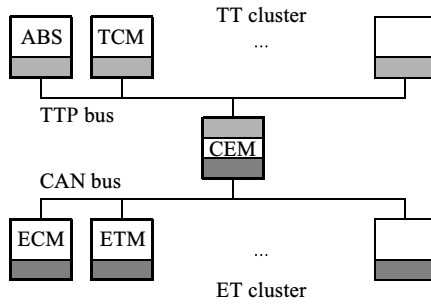 TT cluster
ABS TCM ...
TTP bus
CEM
CAN bus
ECM ETM ...
ET cluster